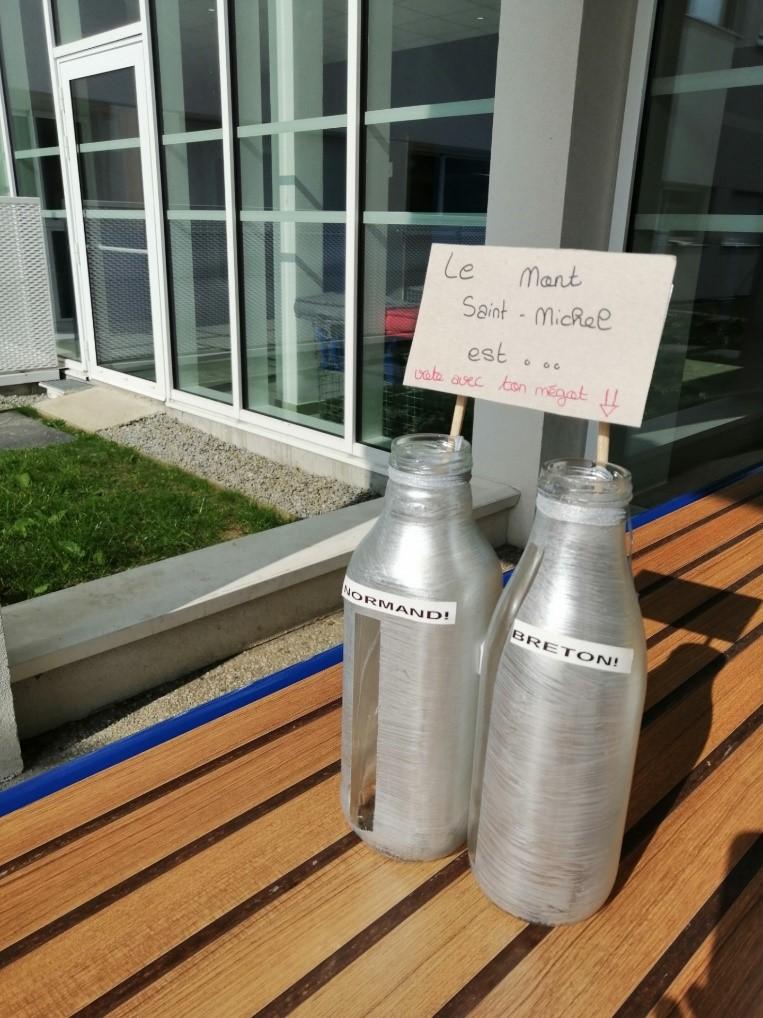 Le Mont
Saint-Michel
est...
vote avec ton mégot ⇊
NORMAND!
BRETON!